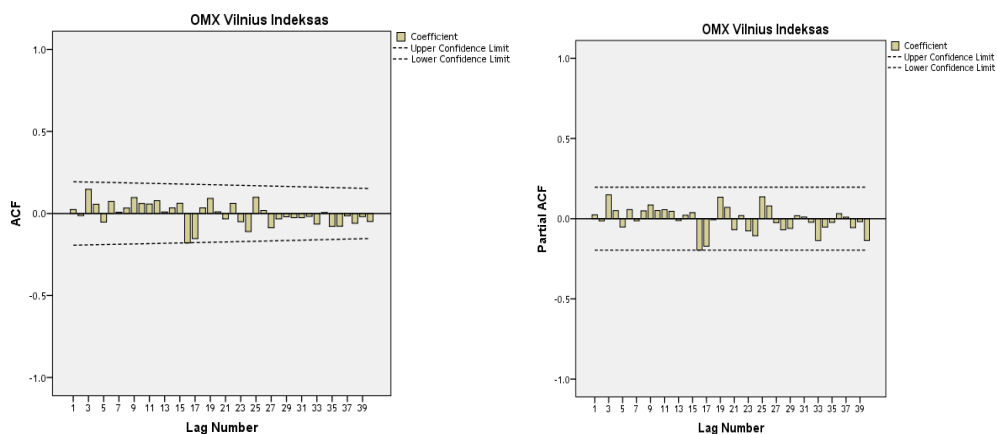 OMX Vilnius Indeksas
Coefficient
Upper Confidence Limit
Lower Confidence Limit
1.0
0.5
0.0
-0.5
-1.0
ACF
1 3 5 7 9 11 13 15 17 19 21 23 25 27 29 31 33 35 37 39
Lag Number
OMX Vilnius Indeksas
Coefficient
Upper Confidence Limit
Lower Confidence Limit
1.0
0.5
0.0
-0.5
-1.0
Partial ACF
1 3 5 7 9 11 13 15 17 19 21 23 25 27 29 31 33 35 37 39
Lag Number